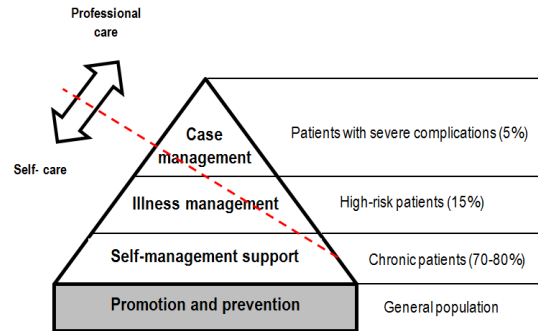 Professional
care
Self- care
Case
management
Patients with severe complications (5%)
Illness management
High-risk patients (15%)
Self-management support
Chronic patients (70-80%)
Promotion and prevention
General population